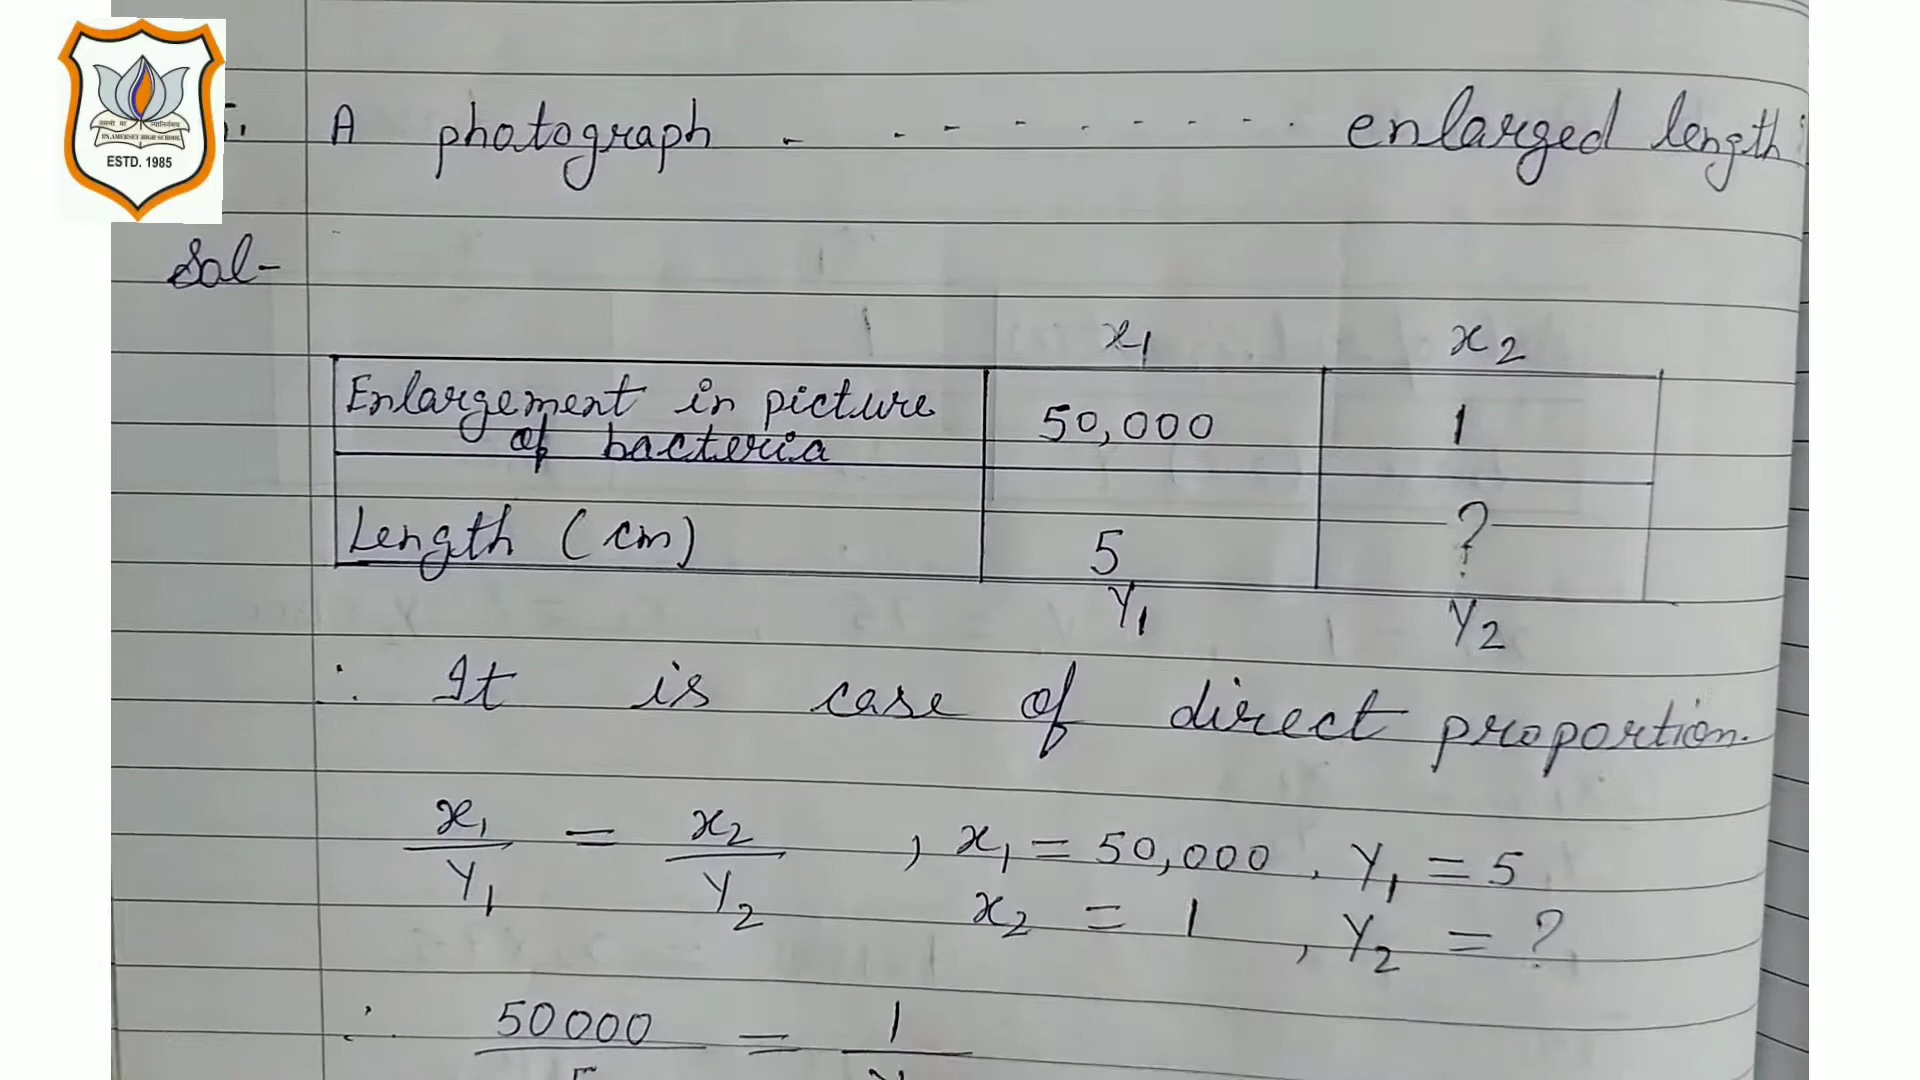 ESTD. 1985
5. A photograph - - - - - - - - - - enlarged length
Sol-
x1 x2
Enlargement in picture of bacteria 50,000 1
Length (cm) 5 ?
Y1 Y2
∴ It is case of direct proportion.
x1/Y1 = x2/Y2 , x1 = 50,000 , Y1 = 5
x2 = 1 , Y2 = ?
∴ 50000/5 = 1/